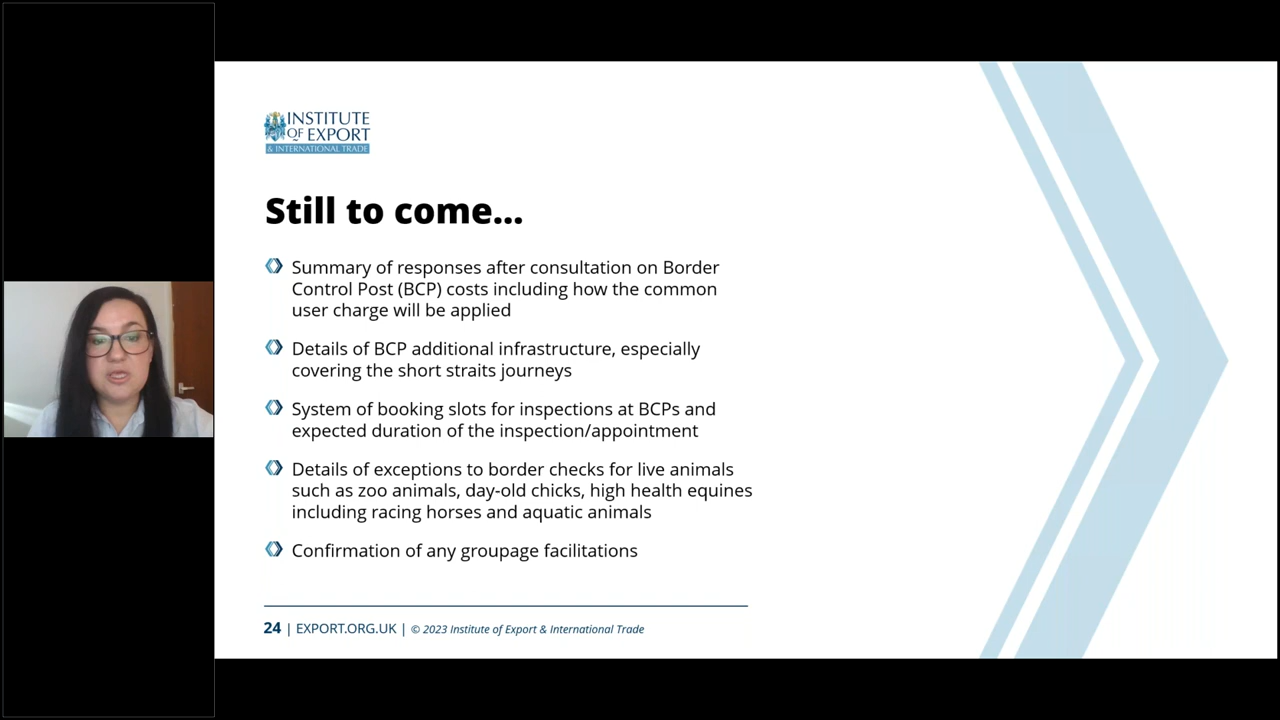 INSTITUTE
OF EXPORT
& INTERNATIONAL TRADE
Still to come...
Summary of responses after consultation on Border
Control Post (BCP) costs including how the common
user charge will be applied
Details of BCP additional infrastructure, especially
covering the short straits journeys
System of booking slots for inspections at BCPs and
expected duration of the inspection/appointment
Details of exceptions to border checks for live animals
such as zoo animals, day-old chicks, high health equines
including racing horses and aquatic animals
Confirmation of any groupage facilitations
24 | EXPORT.ORG.UK | © 2023 Institute of Export & International Trade